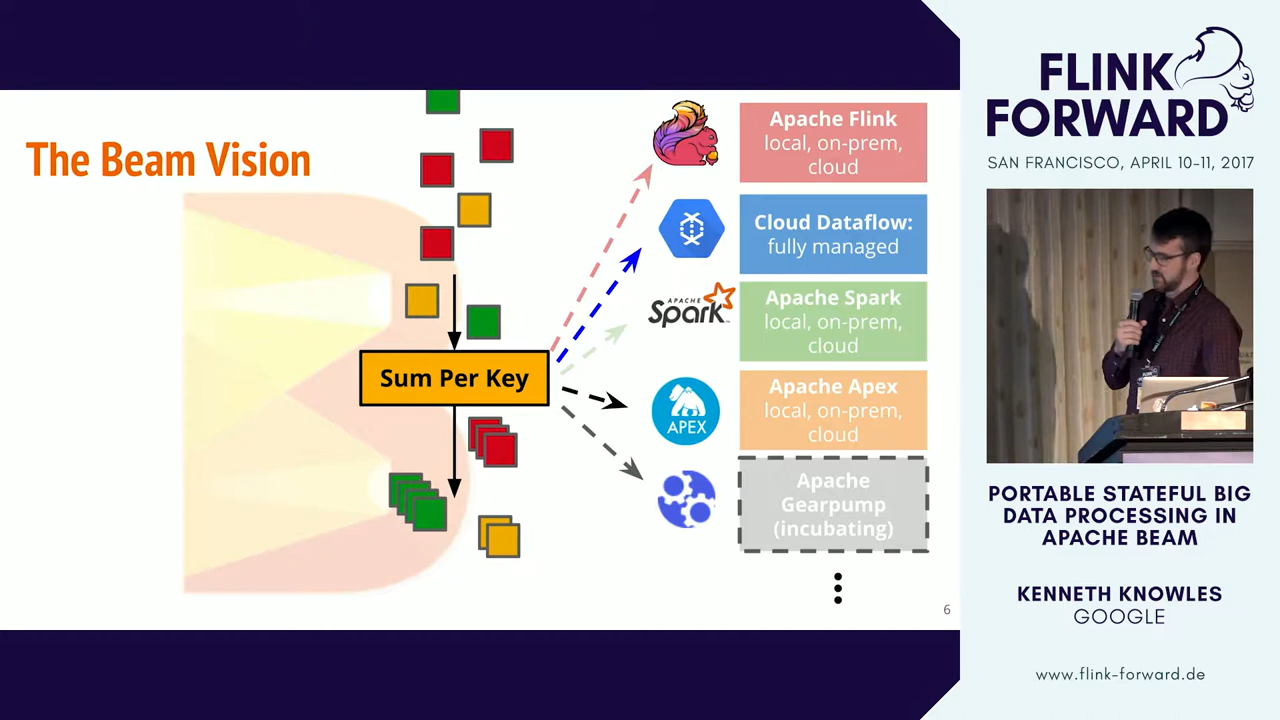 The Beam Vision
Sum Per Key
Apache Flink
local, on-prem,
cloud
Cloud Dataflow:
fully managed
APACHE
Spark
Apache Spark
local, on-prem,
cloud
APEX
Apache Apex
local, on-prem,
cloud
Apache
Gearpump
(incubating)
6
FLINK
FORWARD
SAN FRANCISCO, APRIL 10-11, 2017
PORTABLE STATEFUL BIG
DATA PROCESSING IN
APACHE BEAM
KENNETH KNOWLES
GOOGLE
www.flink-forward.de